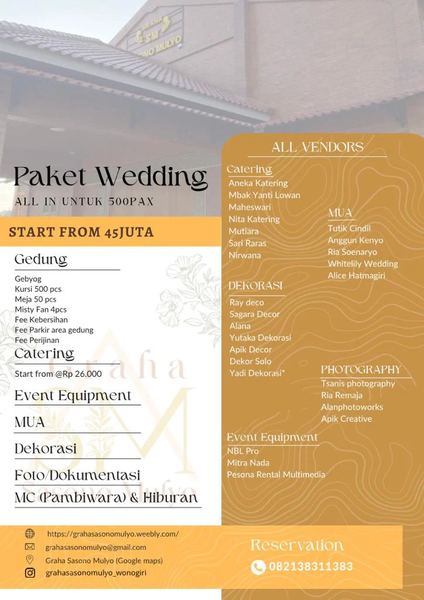 SM
SONO MULYO
Paket Wedding
ALL IN UNTUK 500PAX
START FROM 45JUTA
Gedung
Gebyog
Kursi 500 pcs
Meja 50 pcs
Misty Fan 4pcs
Fee Kebersihan
Fee Parkir area gedung
Fee Perijinan
Catering
Start from @Rp 26.000
Event Equipment
MUA
Dekorasi
Foto/Dokumentasi
MC (Pambiwara) & Hiburan
Graha
SM
Mulyo
ALL VENDORS
Catering
Aneka Katering
Mbak Yanti Lowan
Maheswari
Nita Katering
Mutiara
Sari Raras
Nirwana
MUA
Tutik Cindil
Anggun Kenyo
Ria Soenaryo
Whitelily Wedding
Alice Hatmagiri
DEKORASI
Ray deco
Sagara Decor
Alana
Yutaka Dekorasi
Apik Decor
Dekor Solo
Yadi Dekorasi*
PHOTOGRAPHY
Tsanis photography
Ria Remaja
Alanphotoworks
Apik Creative
Event Equipment
NBL Pro
Mitra Nada
Pesona Rental Multimedia
https://grahasasonomulyo.weebly.com/
grahasasonomulyo@gmail.com
Graha Sasono Mulyo (Google maps)
grahasasonomulyo_wonogiri
Reservation
082138311383